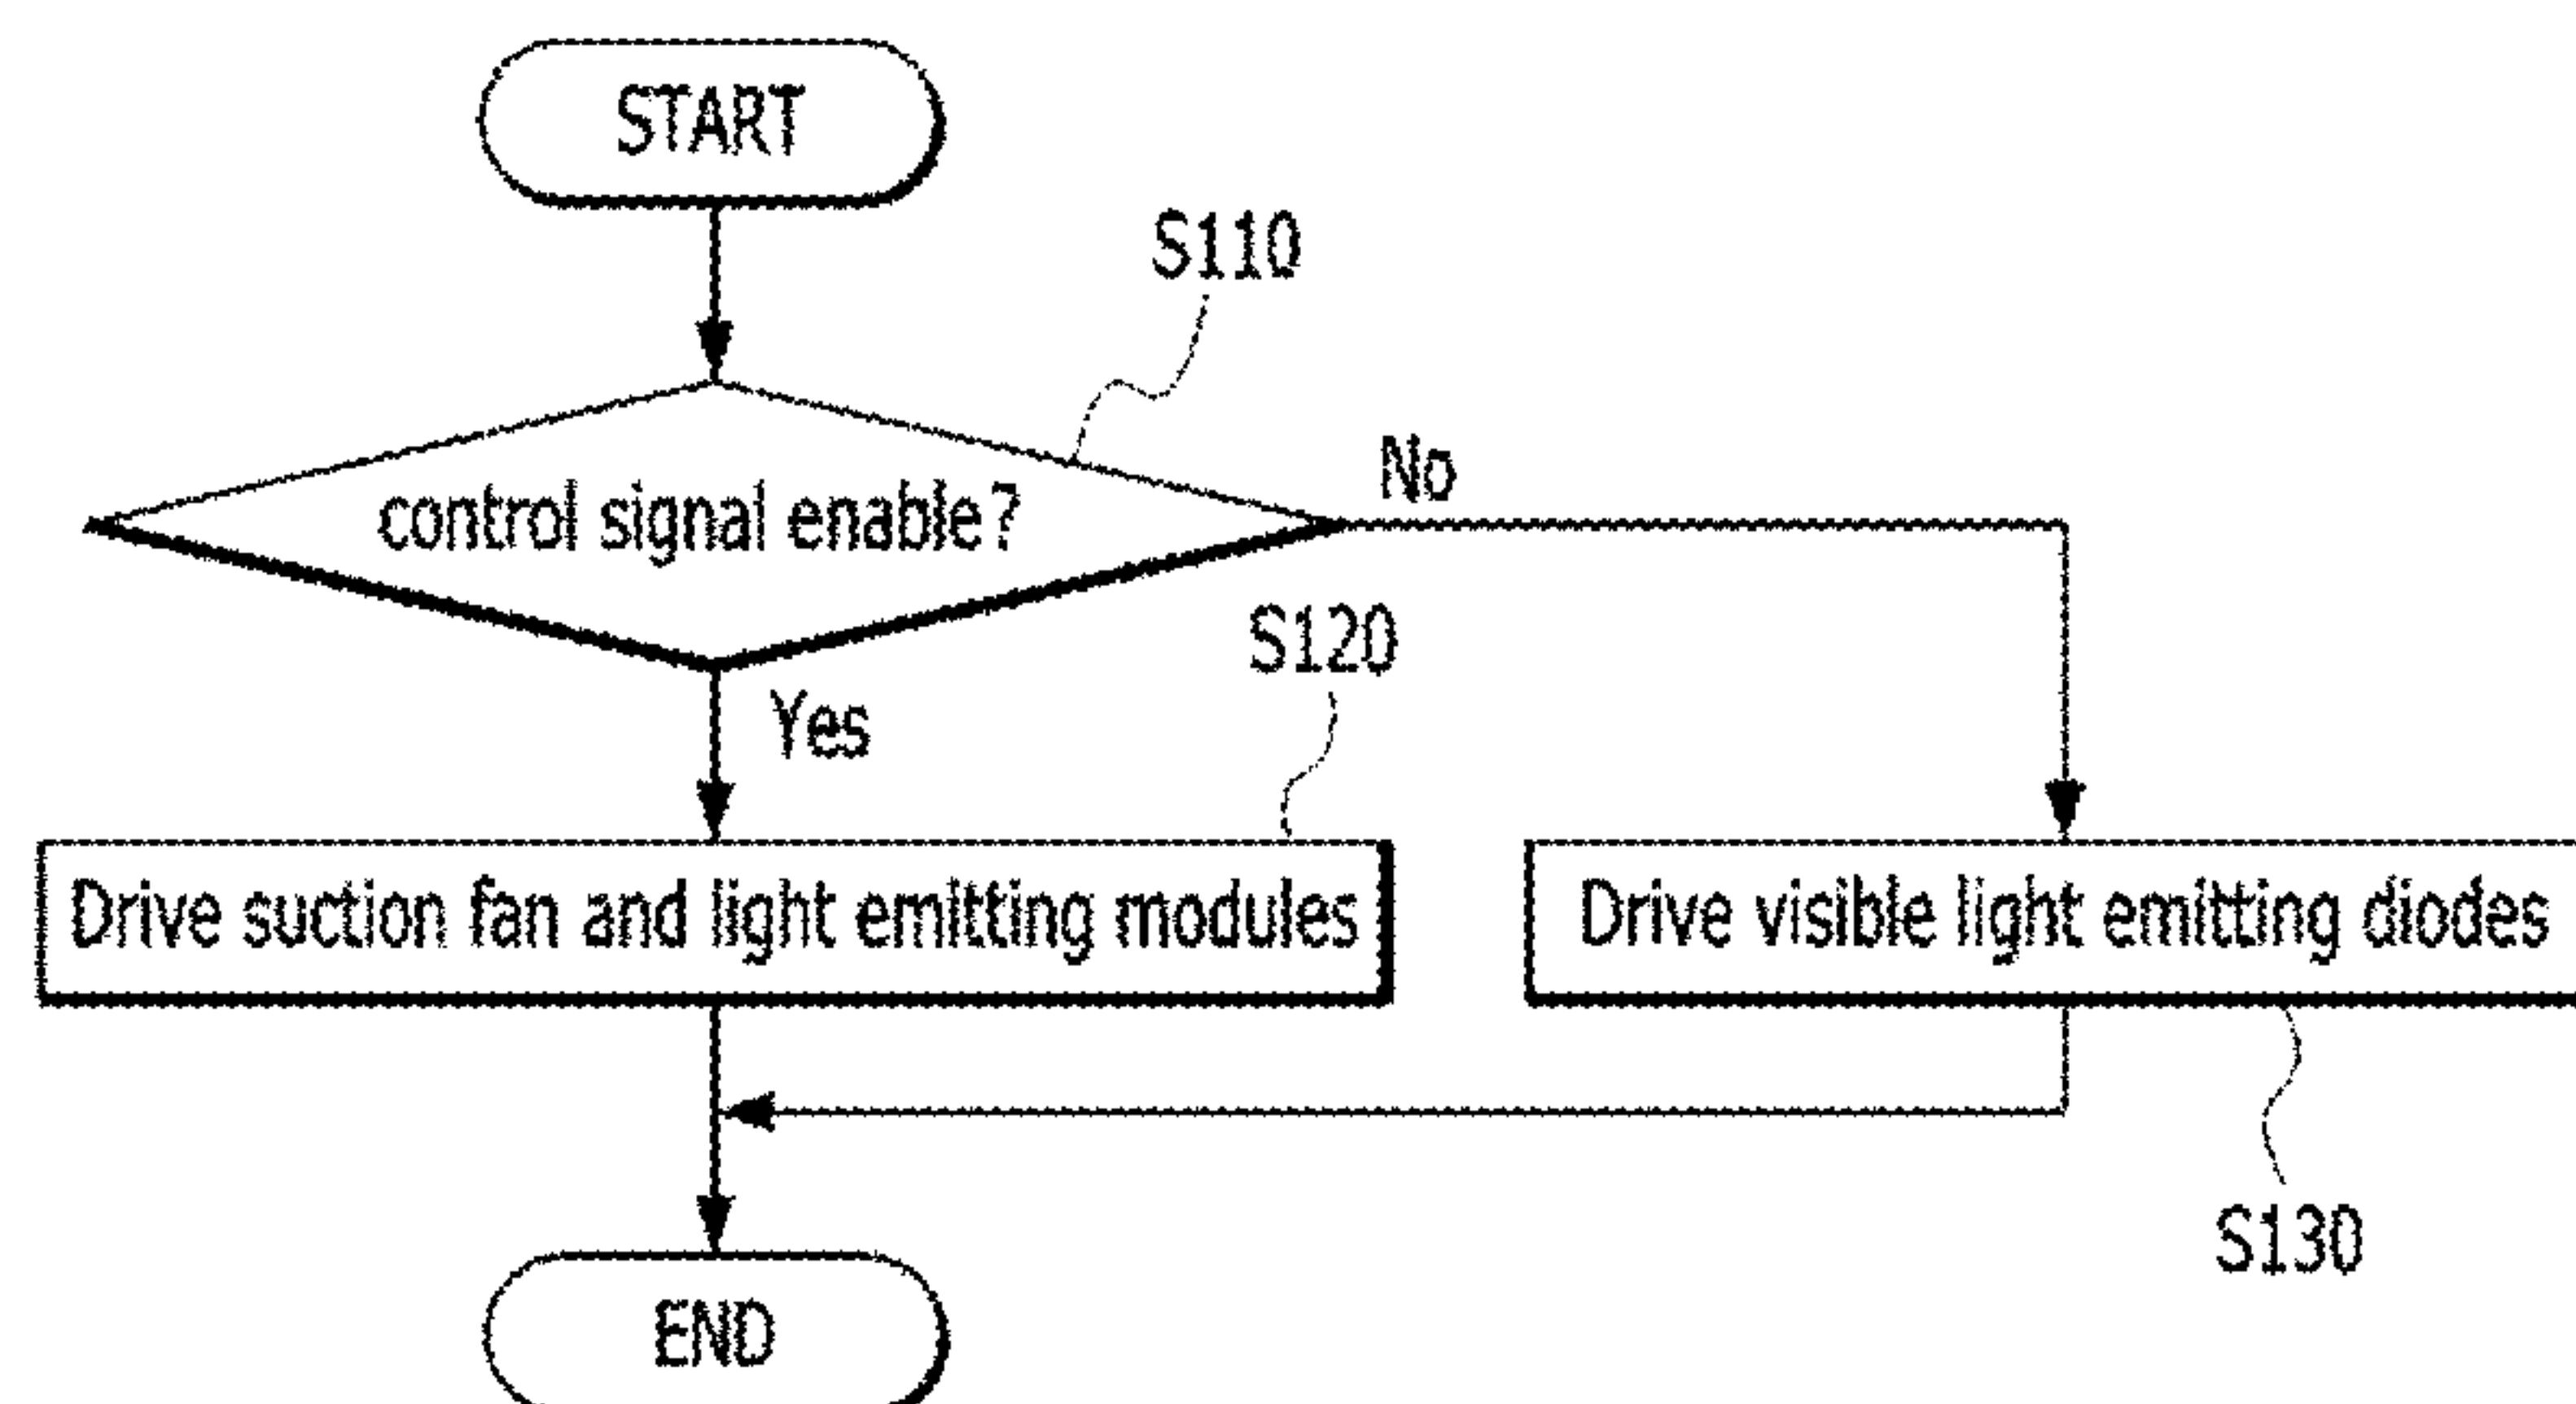 START
S110
control signal enable?
No
S120
Yes
Drive suction fan and light emitting modules
Drive visible light emitting diodes
S130
END